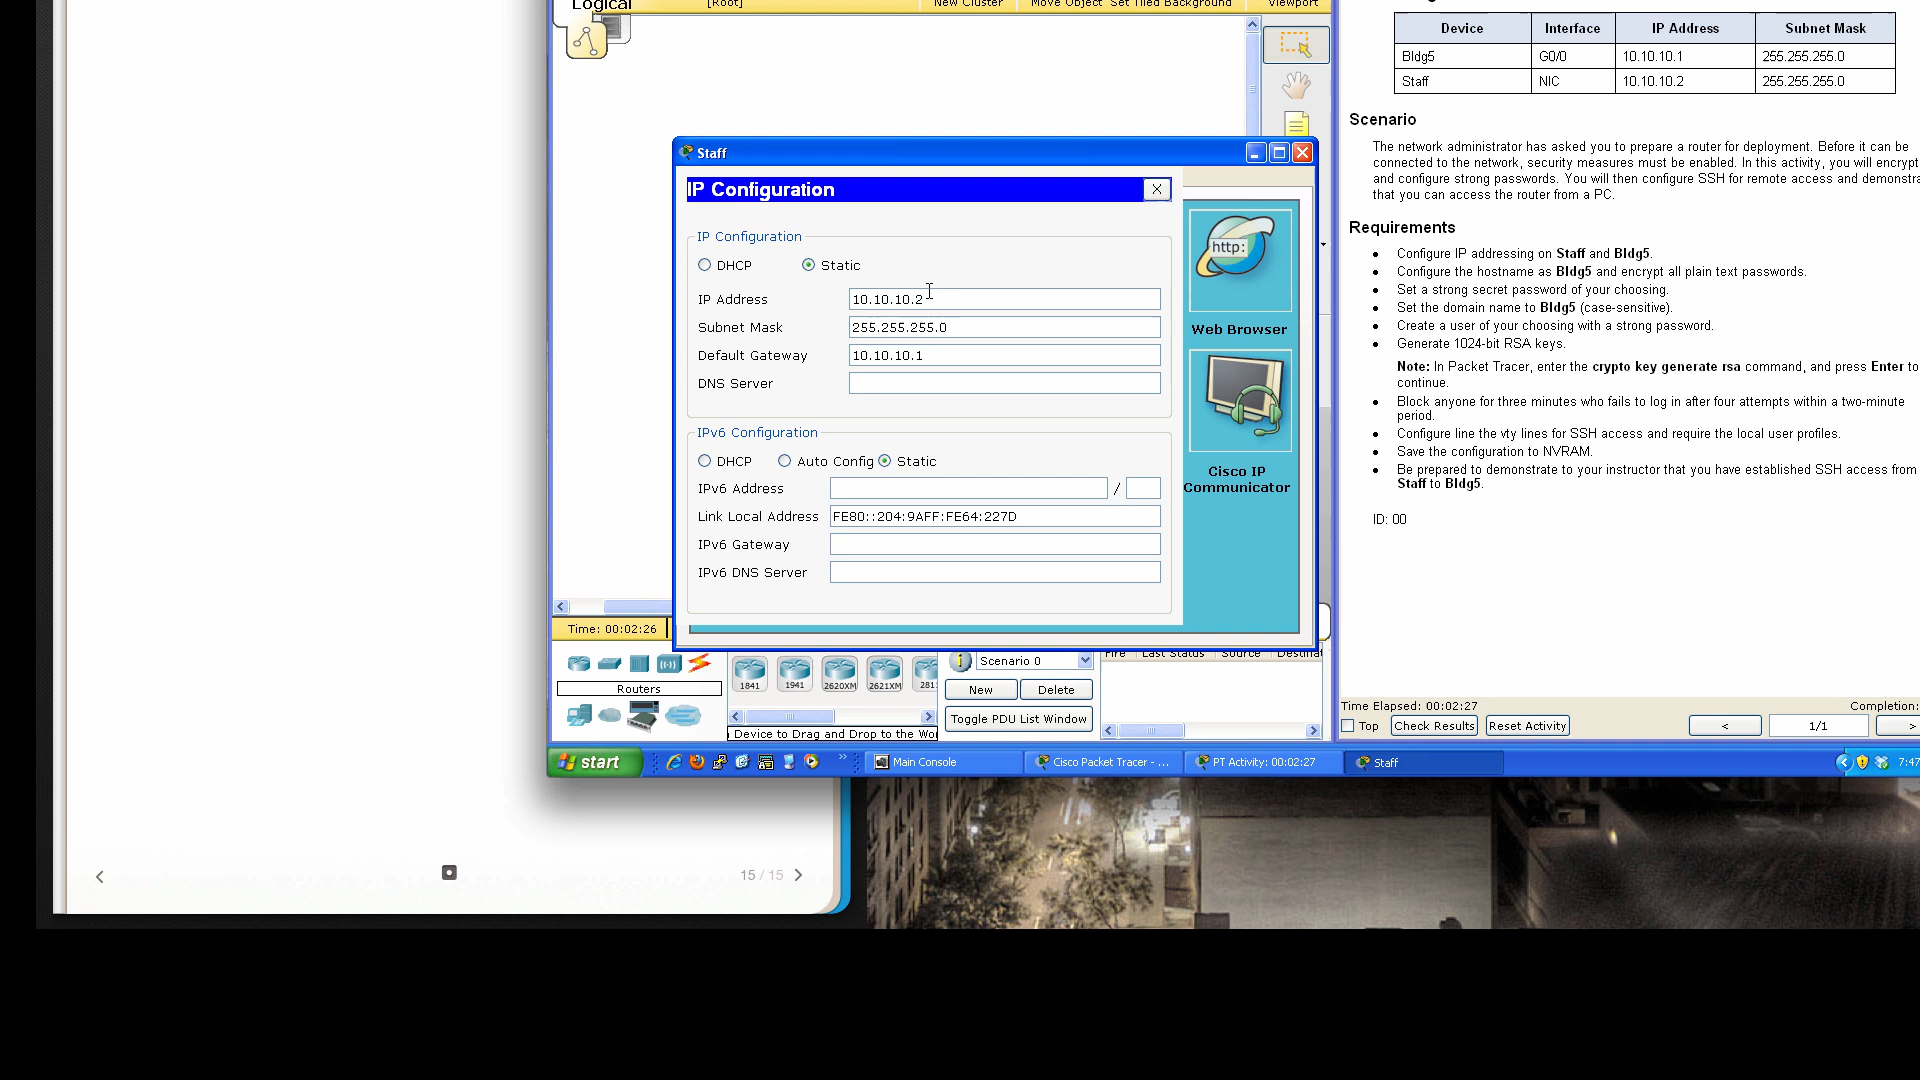 Logical
[Root]
New Cluster
Move Object
Set Tiled Background
Viewport
Device
Interface
IP Address
Subnet Mask
Bldg5
G0/0
10.10.10.1
255.255.255.0
Staff
NIC
10.10.10.2
255.255.255.0
Scenario
The network administrator has asked you to prepare a router for deployment. Before it can be
connected to the network, security measures must be enabled. In this activity, you will encrypt
and configure strong passwords. You will then configure SSH for remote access and demonstra
that you can access the router from a PC.
Requirements
• Configure IP addressing on Staff and Bldg5.
• Configure the hostname as Bldg5 and encrypt all plain text passwords.
• Set a strong secret password of your choosing.
• Set the domain name to Bldg5 (case-sensitive).
• Create a user of your choosing with a strong password.
• Generate 1024-bit RSA keys.
Note: In Packet Tracer, enter the crypto key generate rsa command, and press Enter to
continue.
• Block anyone for three minutes who fails to log in after four attempts within a two-minute
period.
• Configure line the vty lines for SSH access and require the local user profiles.
• Save the configuration to NVRAM.
• Be prepared to demonstrate to your instructor that you have established SSH access from
Staff to Bldg5.
ID: 00
Staff
IP Configuration
X
IP Configuration
DHCP
Static
IP Address
10.10.10.2
Subnet Mask
255.255.255.0
Default Gateway
10.10.10.1
DNS Server
IPv6 Configuration
DHCP
Auto Config
Static
IPv6 Address
/
Link Local Address
FE80::204:9AFF:FE64:227D
IPv6 Gateway
IPv6 DNS Server
http:
Web Browser
Cisco IP
Communicator
Time: 00:02:26
Routers
1841
1941
2620XM
2621XM
281
Device to Drag and Drop to the Wo
Scenario 0
New
Delete
Toggle PDU List Window
Fire
Last Status
Source
Destinat
Time Elapsed: 00:02:27
Completion:
Top
Check Results
Reset Activity
<
1/1
>
start
Main Console
Cisco Packet Tracer - ...
PT Activity: 00:02:27
Staff
7:47
15 / 15